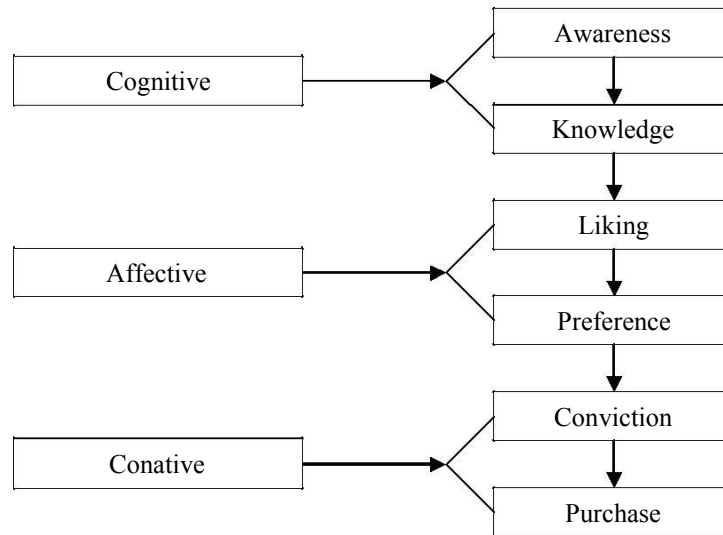 Awareness
Cognitive
Knowledge
Liking
Affective
Preference
Conviction
Conative
Purchase